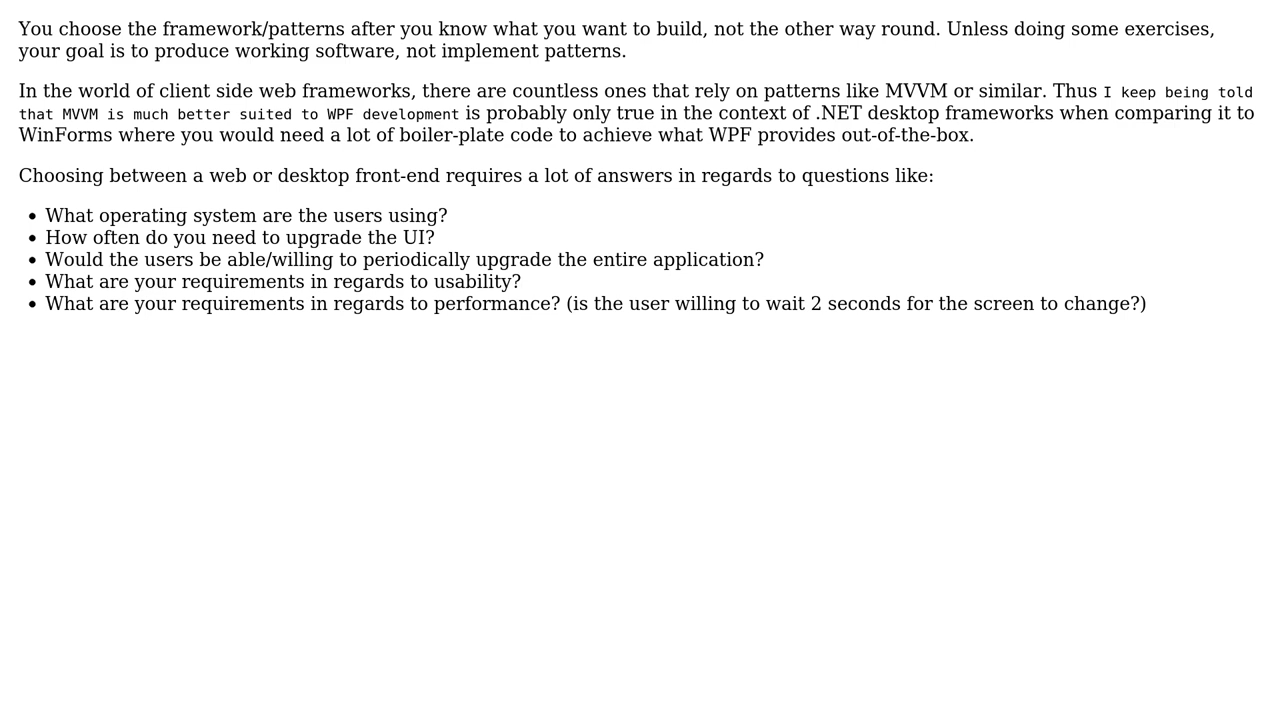 You choose the framework/patterns after you know what you want to build, not the other way round. Unless doing some exercises,
your goal is to produce working software, not implement patterns.
In the world of client side web frameworks, there are countless ones that rely on patterns like MVVM or similar. Thus I keep being told
that MVVM is much better suited to WPF development is probably only true in the context of .NET desktop frameworks when comparing it to
WinForms where you would need a lot of boiler-plate code to achieve what WPF provides out-of-the-box.
Choosing between a web or desktop front-end requires a lot of answers in regards to questions like:
• What operating system are the users using?
• How often do you need to upgrade the UI?
• Would the users be able/willing to periodically upgrade the entire application?
• What are your requirements in regards to usability?
• What are your requirements in regards to performance? (is the user willing to wait 2 seconds for the screen to change?)